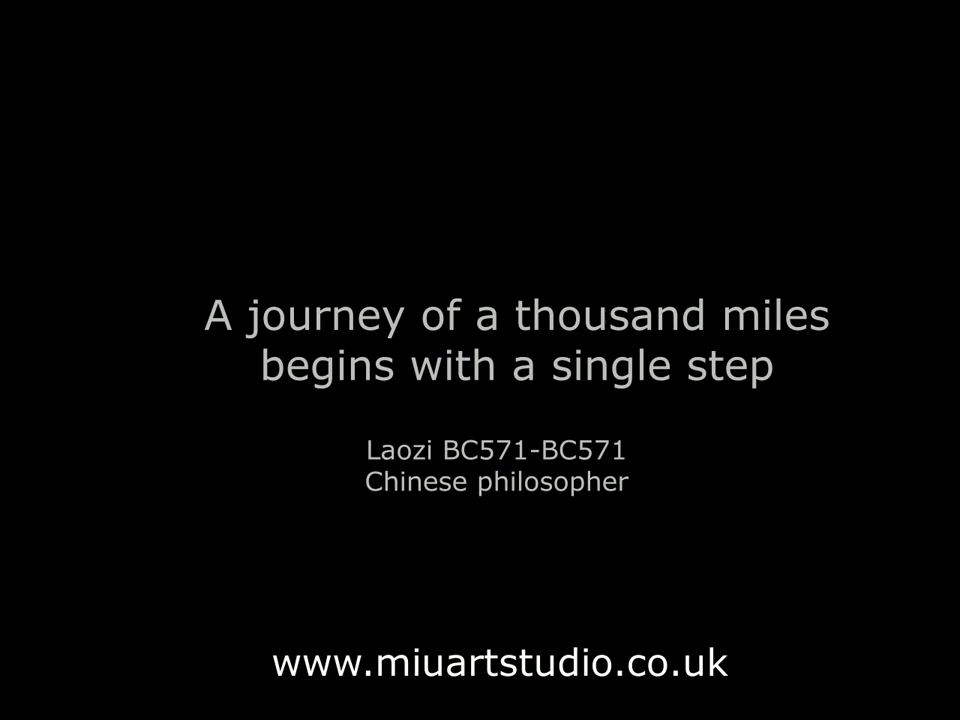 A journey of a thousand miles
begins with a single step
Laozi BC571-BC571
Chinese philosopher
www.miuartstudio.co.uk